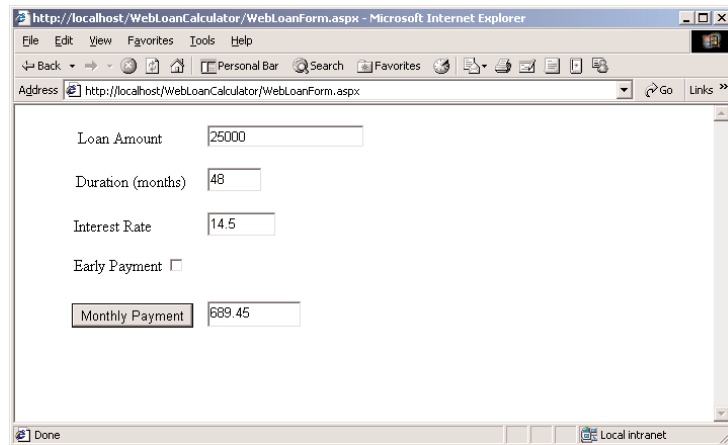 http://localhost/WebLoanCalculator/WebLoanForm.aspx - Microsoft Internet Explorer
File Edit View Favorites Tools Help
Back Personal Bar Search Favorites
Address http://localhost/WebLoanCalculator/WebLoanForm.aspx Go Links »
Loan Amount 25000
Duration (months) 48
Interest Rate 14.5
Early Payment
Monthly Payment 689.45
Done Local intranet